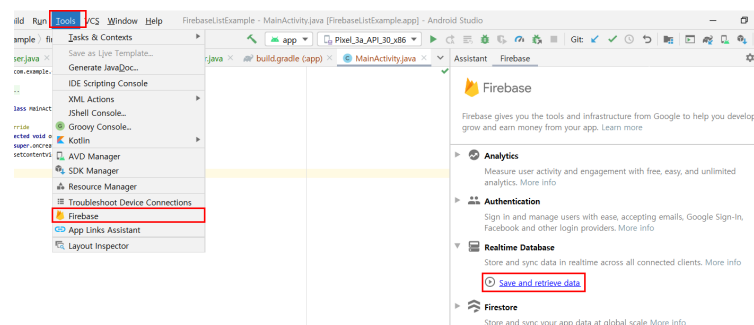 ild Run Tools VCS Window Help FirebaseListExample - MainActivity.java [FirebaseListExample.app] - Android Studio
ample
app Pixel_3a_API_30_x86 Git:
ser.java r.java build.gradle (:app) MainActivity.java Assistant Firebase
com.example.
lass mainact
rride
ected void o
super.oncrea
setcontentvi
Tasks & Contexts
Save as Live Template...
Generate JavaDoc...
IDE Scripting Console
XML Actions
JShell Console...
Groovy Console...
Kotlin
AVD Manager
SDK Manager
Resource Manager
Troubleshoot Device Connections
Firebase
App Links Assistant
Layout Inspector
Firebase
Firebase gives you the tools and infrastructure from Google to help you develop
grow and earn money from your app. Learn more
Analytics
Measure user activity and engagement with free, easy, and unlimited
analytics. More info
Authentication
Sign in and manage users with ease, accepting emails, Google Sign-In,
Facebook and other login providers. More info
Realtime Database
Store and sync data in realtime across all connected clients. More info
Save and retrieve data
Firestore
Store and sync your app data at global scale More info